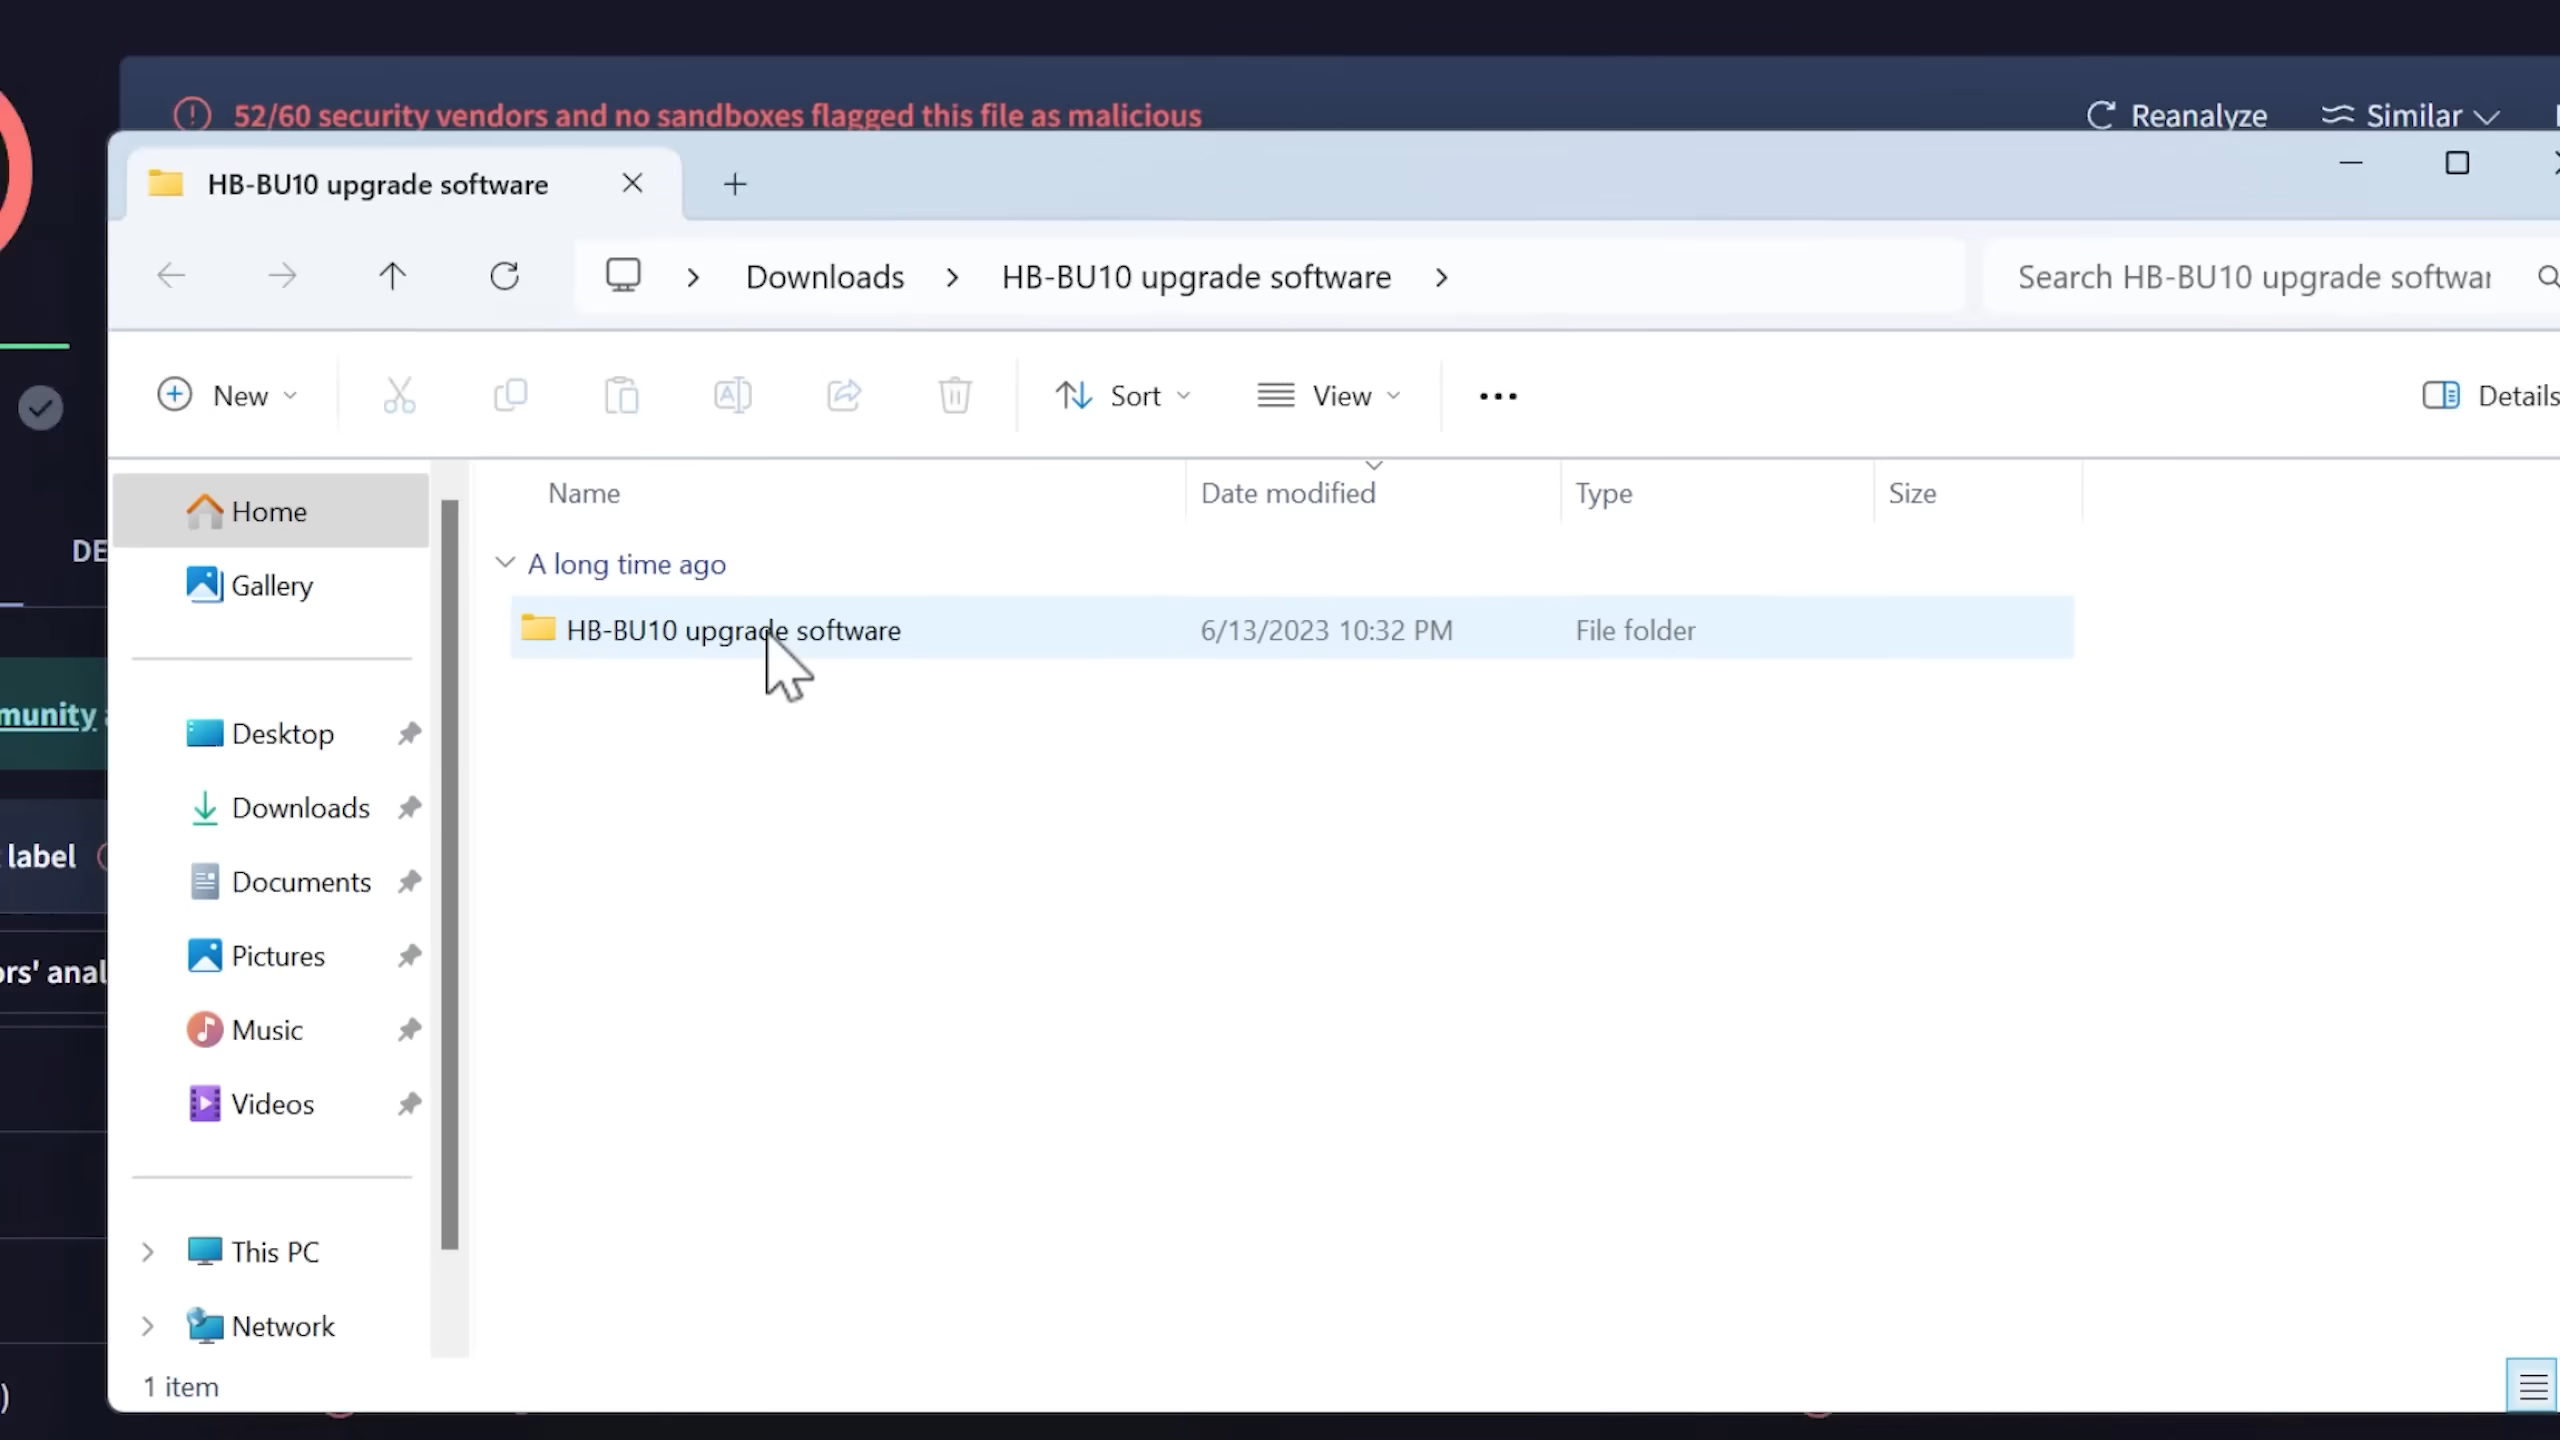 52/60 security vendors and no sandboxes flagged this file as malicious
Reanalyze
Similar
HB-BU10 upgrade software
Downloads
HB-BU10 upgrade software
Search HB-BU10 upgrade softwar
New
Sort
View
Details
Name
Date modified
Type
Size
Home
A long time ago
DE
Gallery
HB-BU10 upgrade software
6/13/2023 10:32 PM
File folder
munity
Desktop
Downloads
label
Documents
Pictures
ors' anal
Music
Videos
This PC
Network
1 item
)